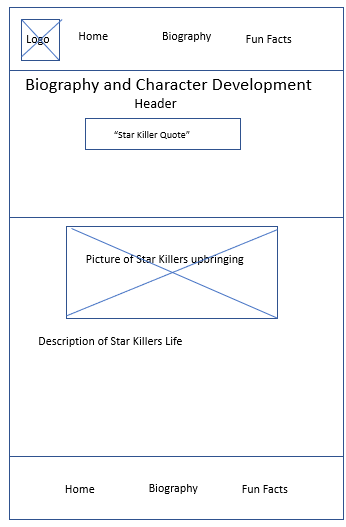 Logo
Home
Biography
Fun Facts
Biography and Character Development
Header
“Star Killer Quote”
Picture of Star Killers upbringing
Description of Star Killers Life
Home
Biography
Fun Facts